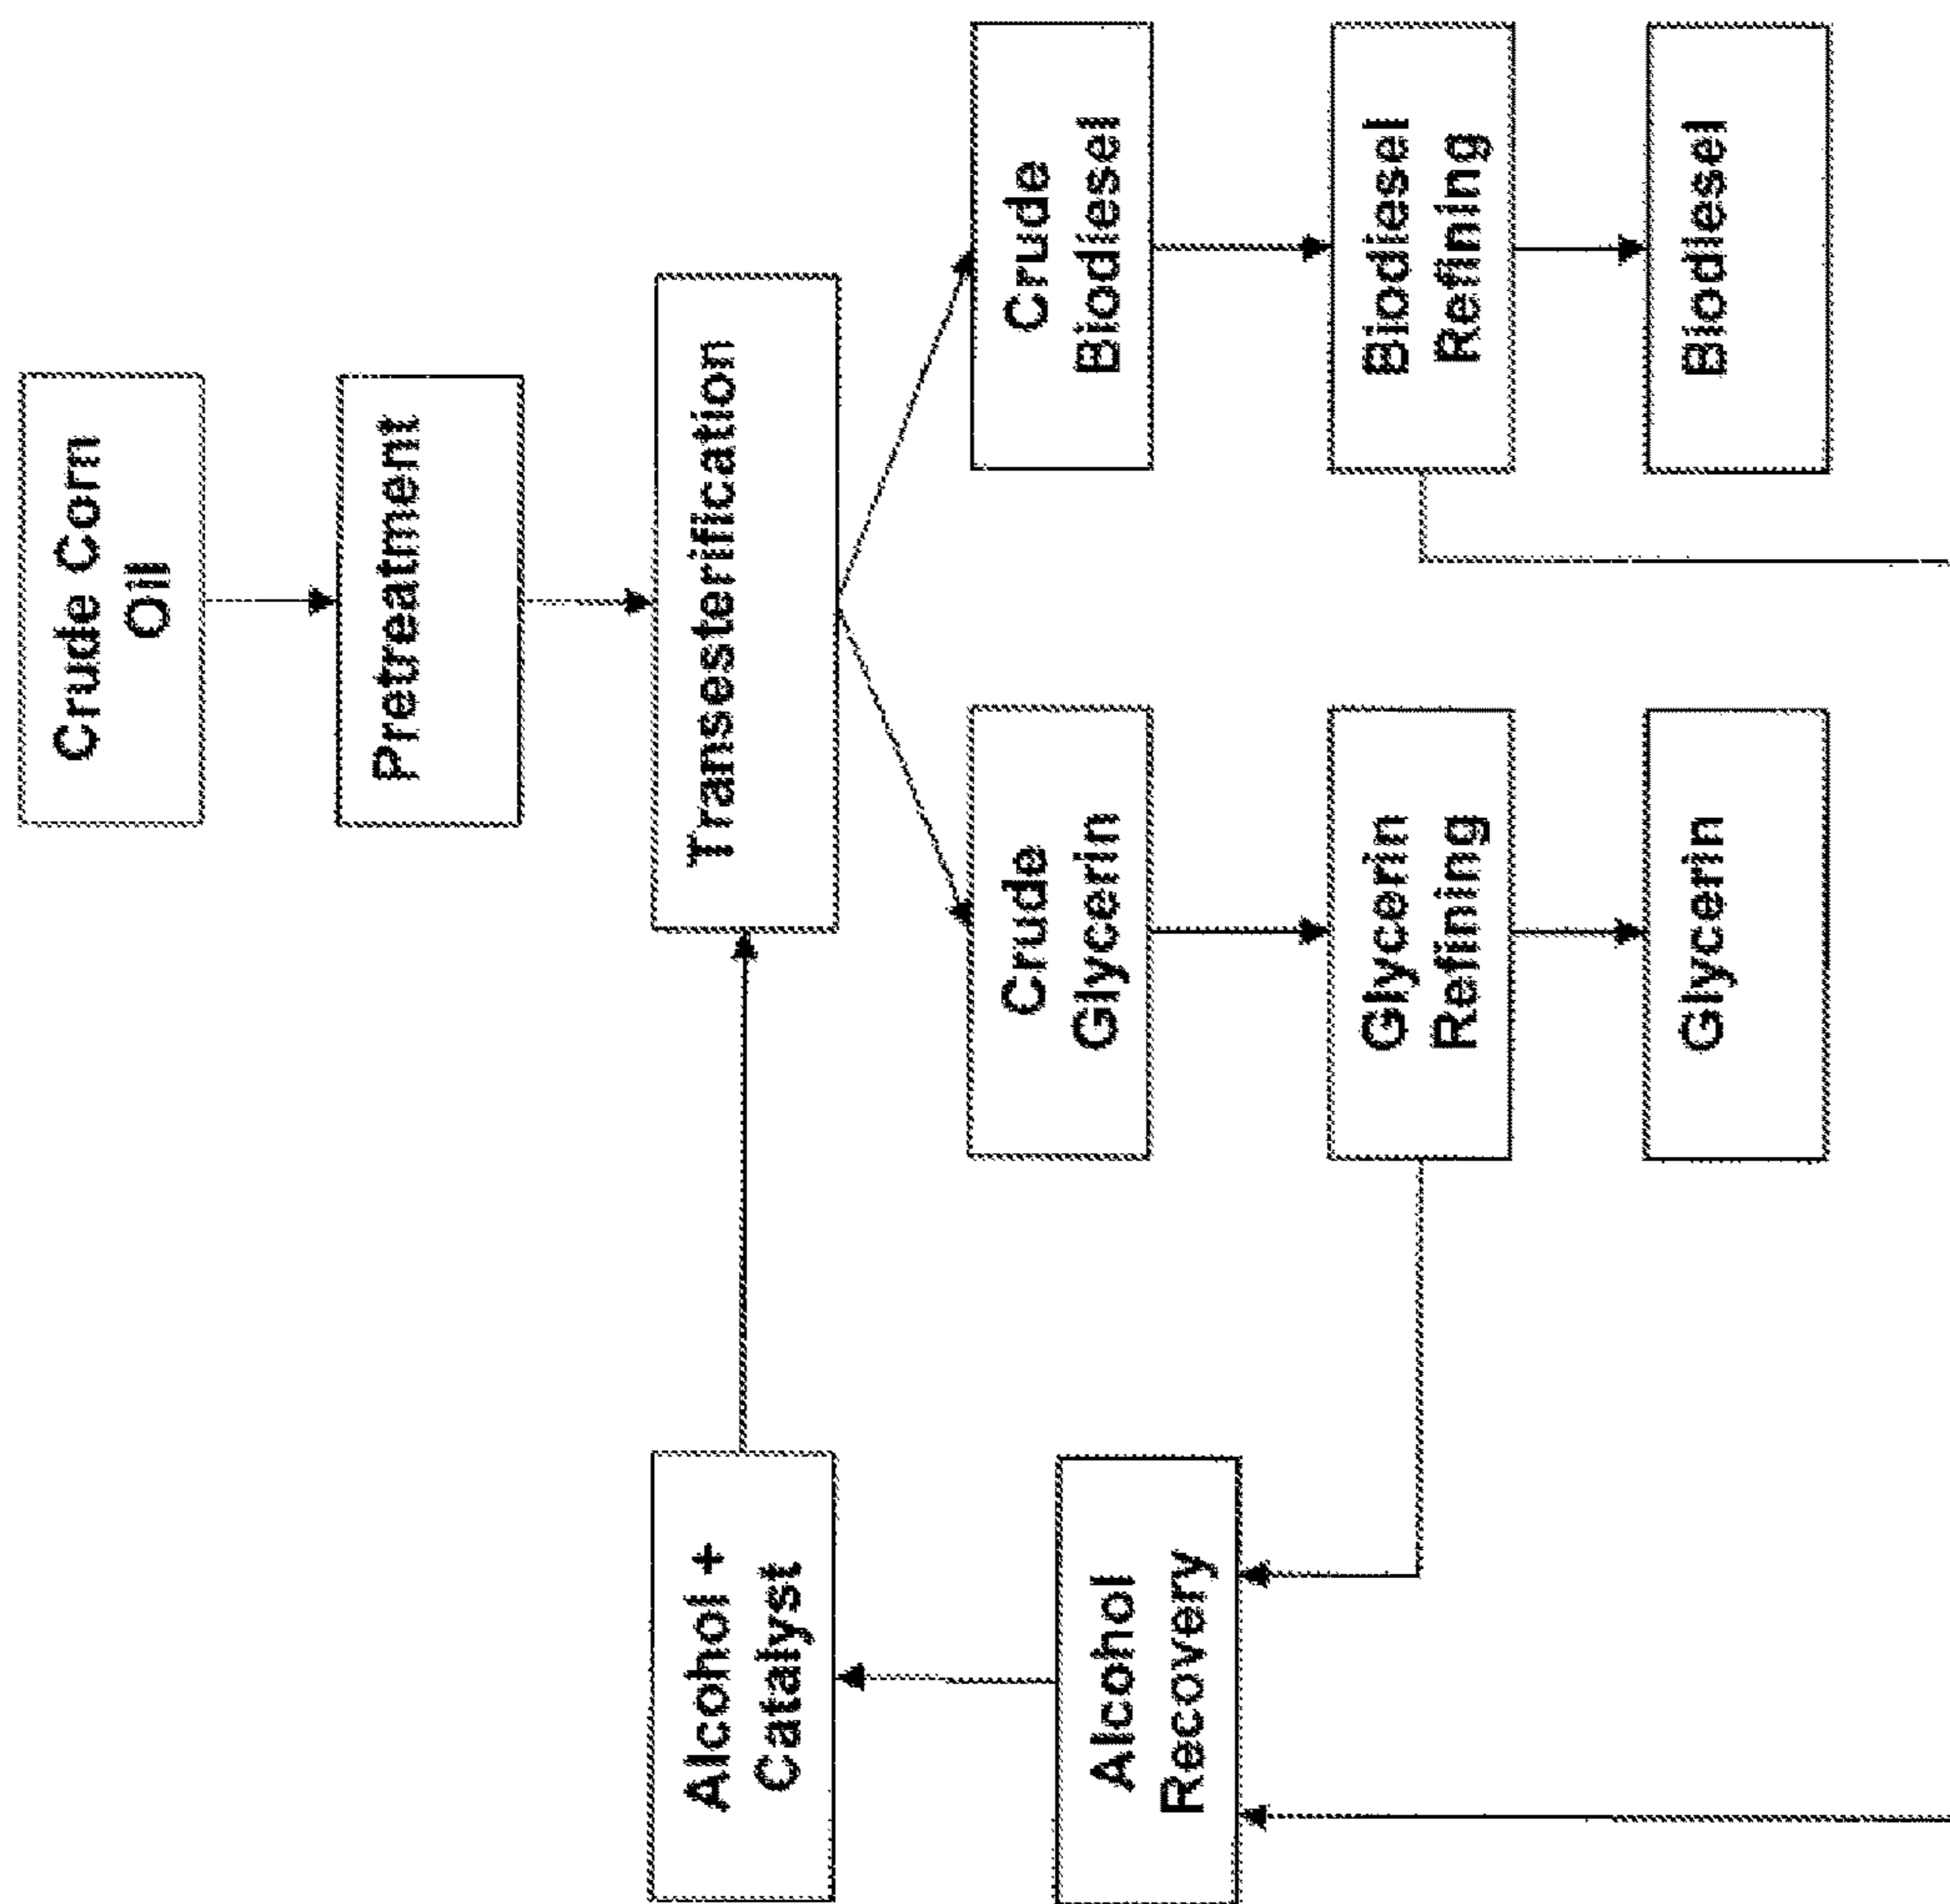 Crude Corn
Oil
Pretreatment
Transesterification
Alcohol +
Catalyst
Crude
Glycerin
Crude
Biodiesel
Alcohol
Recovery
Glycerin
Refining
Biodiesel
Refining
Glycerin
Biodiesel